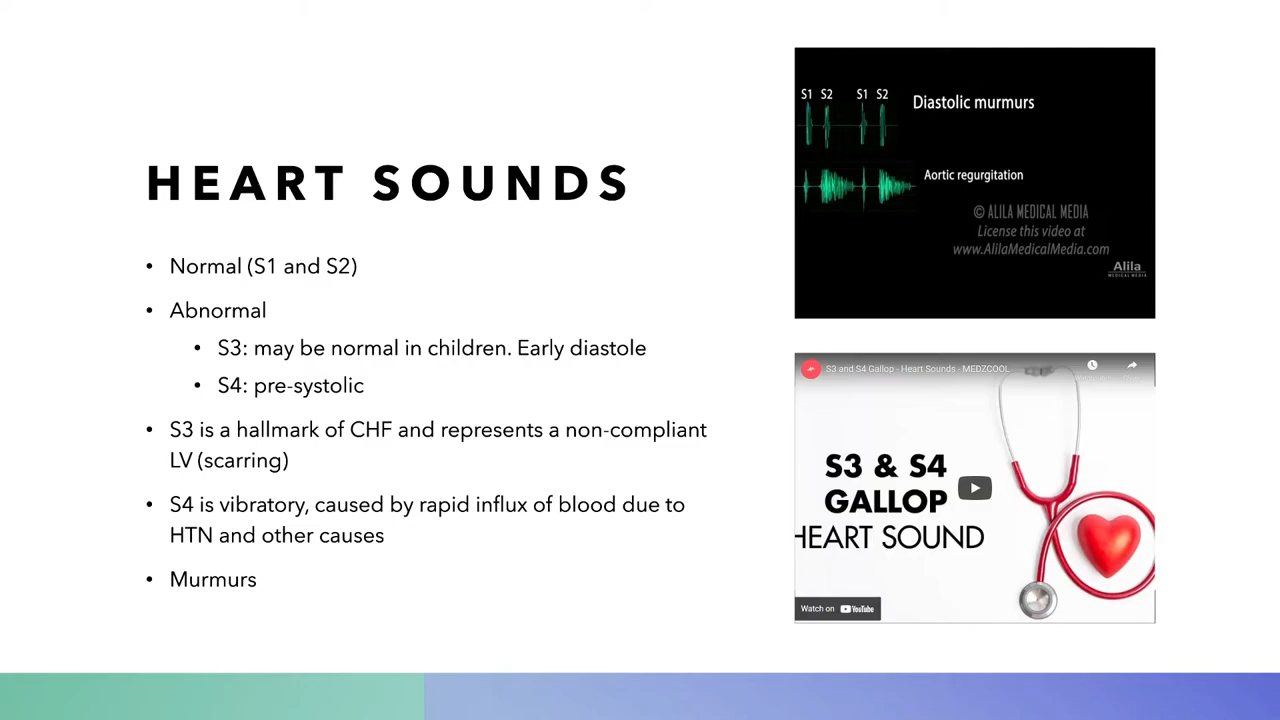 HEART SOUNDS
• Normal (S1 and S2)
• Abnormal
• S3: may be normal in children. Early diastole
• S4: pre-systolic
• S3 is a hallmark of CHF and represents a non-compliant
LV (scarring)
• S4 is vibratory, caused by rapid influx of blood due to
HTN and other causes
• Murmurs
S1 S2 S1 S2
Diastolic murmurs
Aortic regurgitation
© ALILA MEDICAL MEDIA
License this video at
www.AlilaMedicalMedia.com
Alila
MEDICAL MEDIA
S3 and S4 Gallop - Heart Sounds - MEDZCOOL
S3 & S4
GALLOP
HEART SOUND
Watch on YouTube